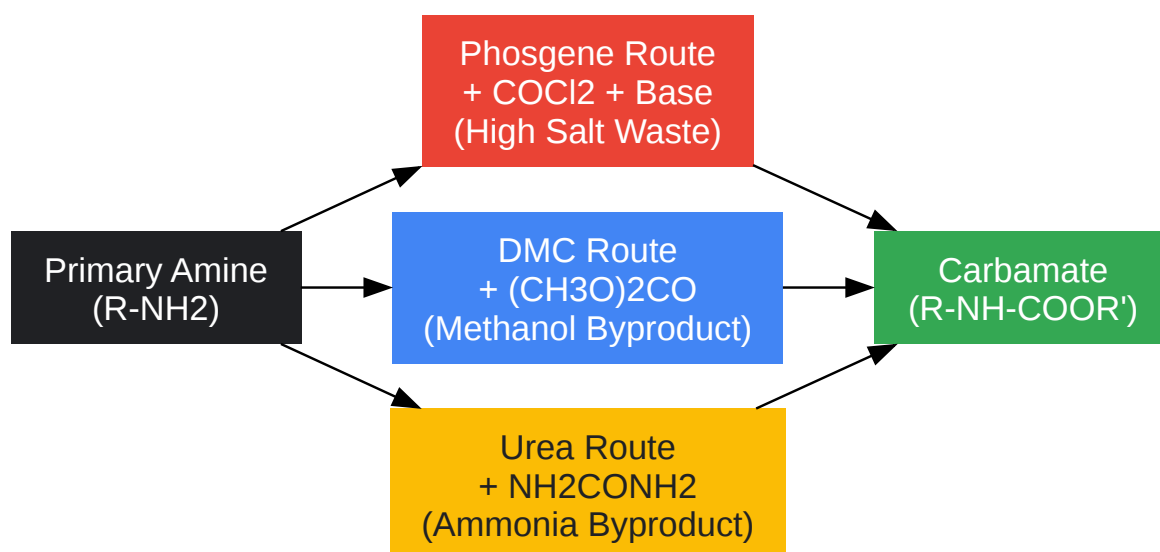 Phosgene Route
+ COCl2 + Base
(High Salt Waste)
Primary Amine
(R-NH2)
DMC Route
+ (CH3O)2CO
(Methanol Byproduct)
Carbamate
(R-NH-COOR')
Urea Route
+ NH2CONH2
(Ammonia Byproduct)